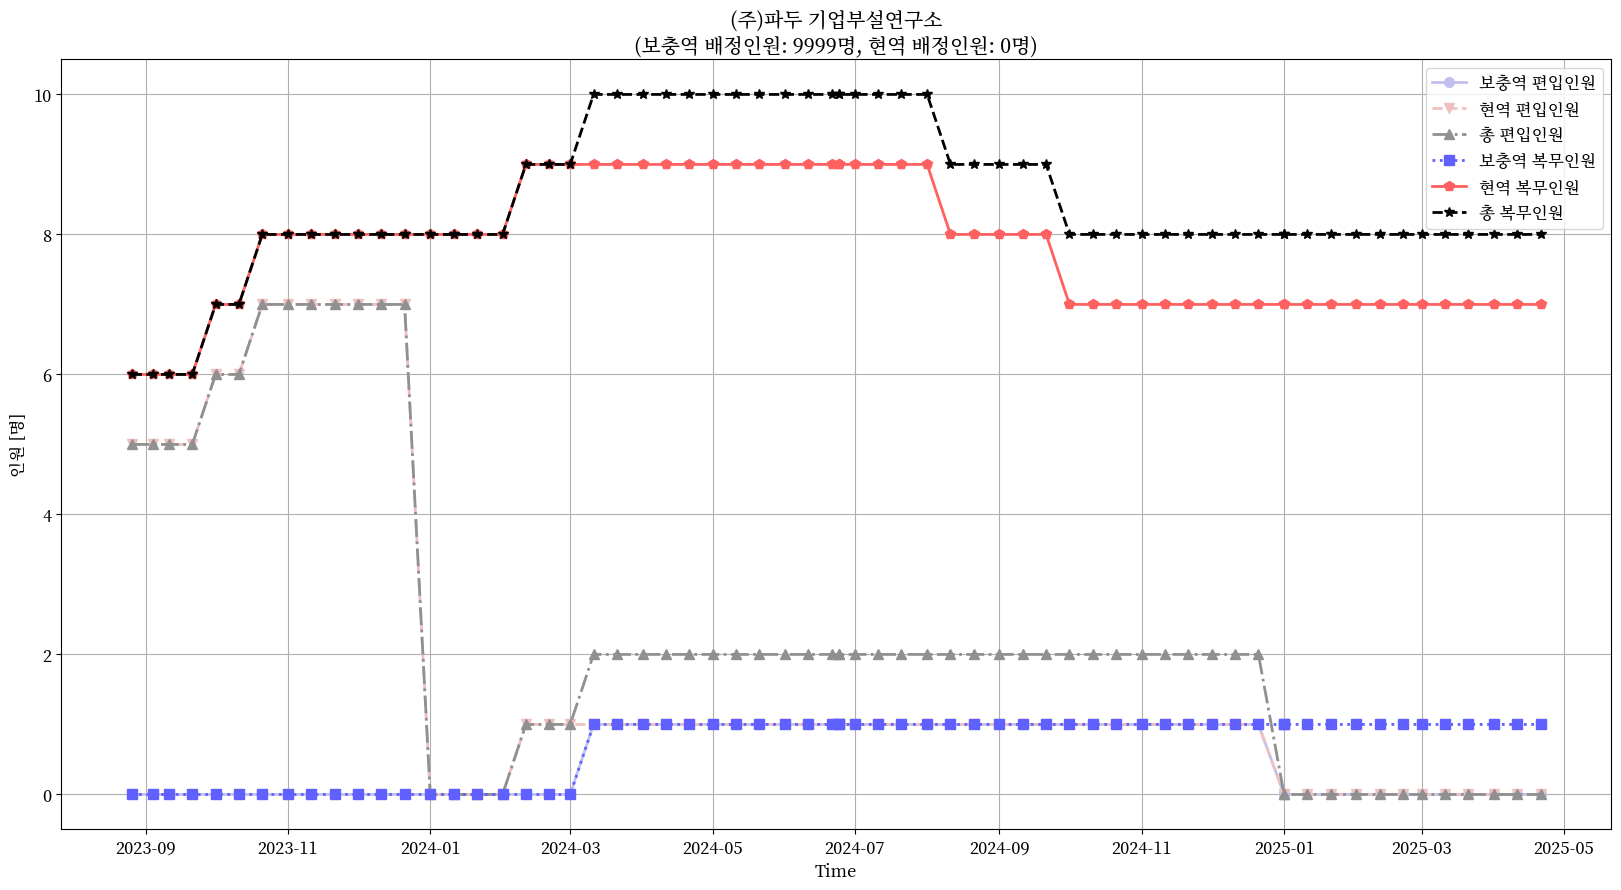 (주)파두 기업부설연구소
(보충역 배정인원: 9999명, 현역 배정인원: 0명)
보충역 편입인원
현역 편입인원
총 편입인원
보충역 복무인원
현역 복무인원
총 복무인원
인원 [명]
10
8
6
4
2
0
2023-09 2023-11 2024-01 2024-03 2024-05 2024-07 2024-09 2024-11 2025-01 2025-03 2025-05
Time